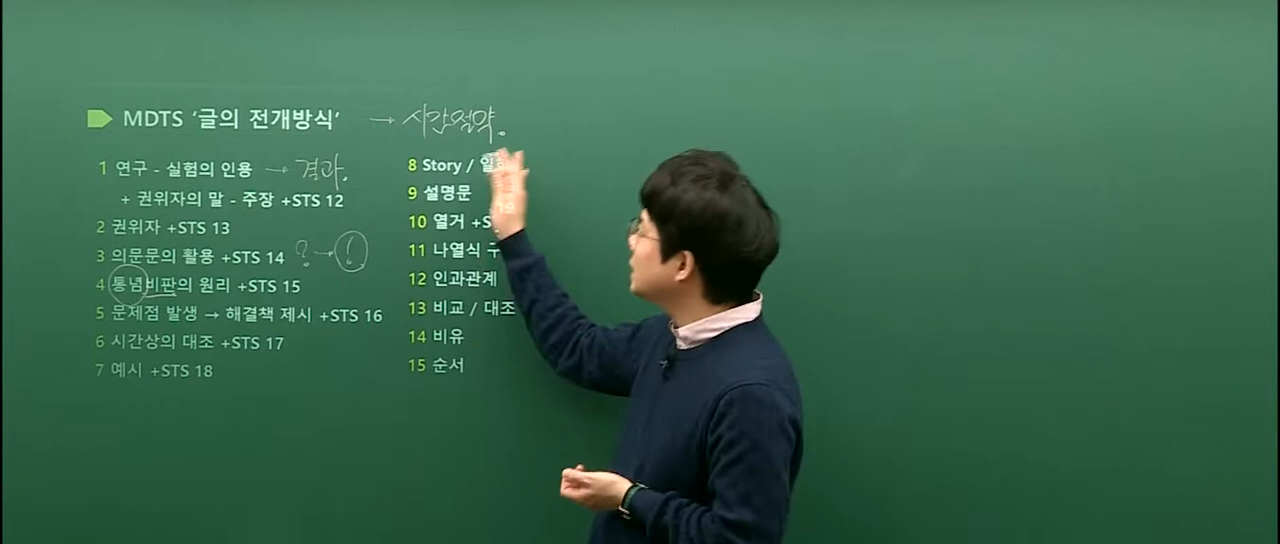 MDTS ‘글의 전개방식’ → 시간절약.
1 연구 - 실험의 인용 → 결과.
+ 권위자의 말 - 주장 +STS 12
2 권위자 +STS 13
3 의문문의 활용 +STS 14 ? → !
4 통념비판의 원리 +STS 15
5 문제점 발생 → 해결책 제시 +STS 16
6 시간상의 대조 +STS 17
7 예시 +STS 18
8 Story /
9 설명문
10 열거
11 나열식
12 인과관계
13 비교 / 대조
14 비유
15 순서